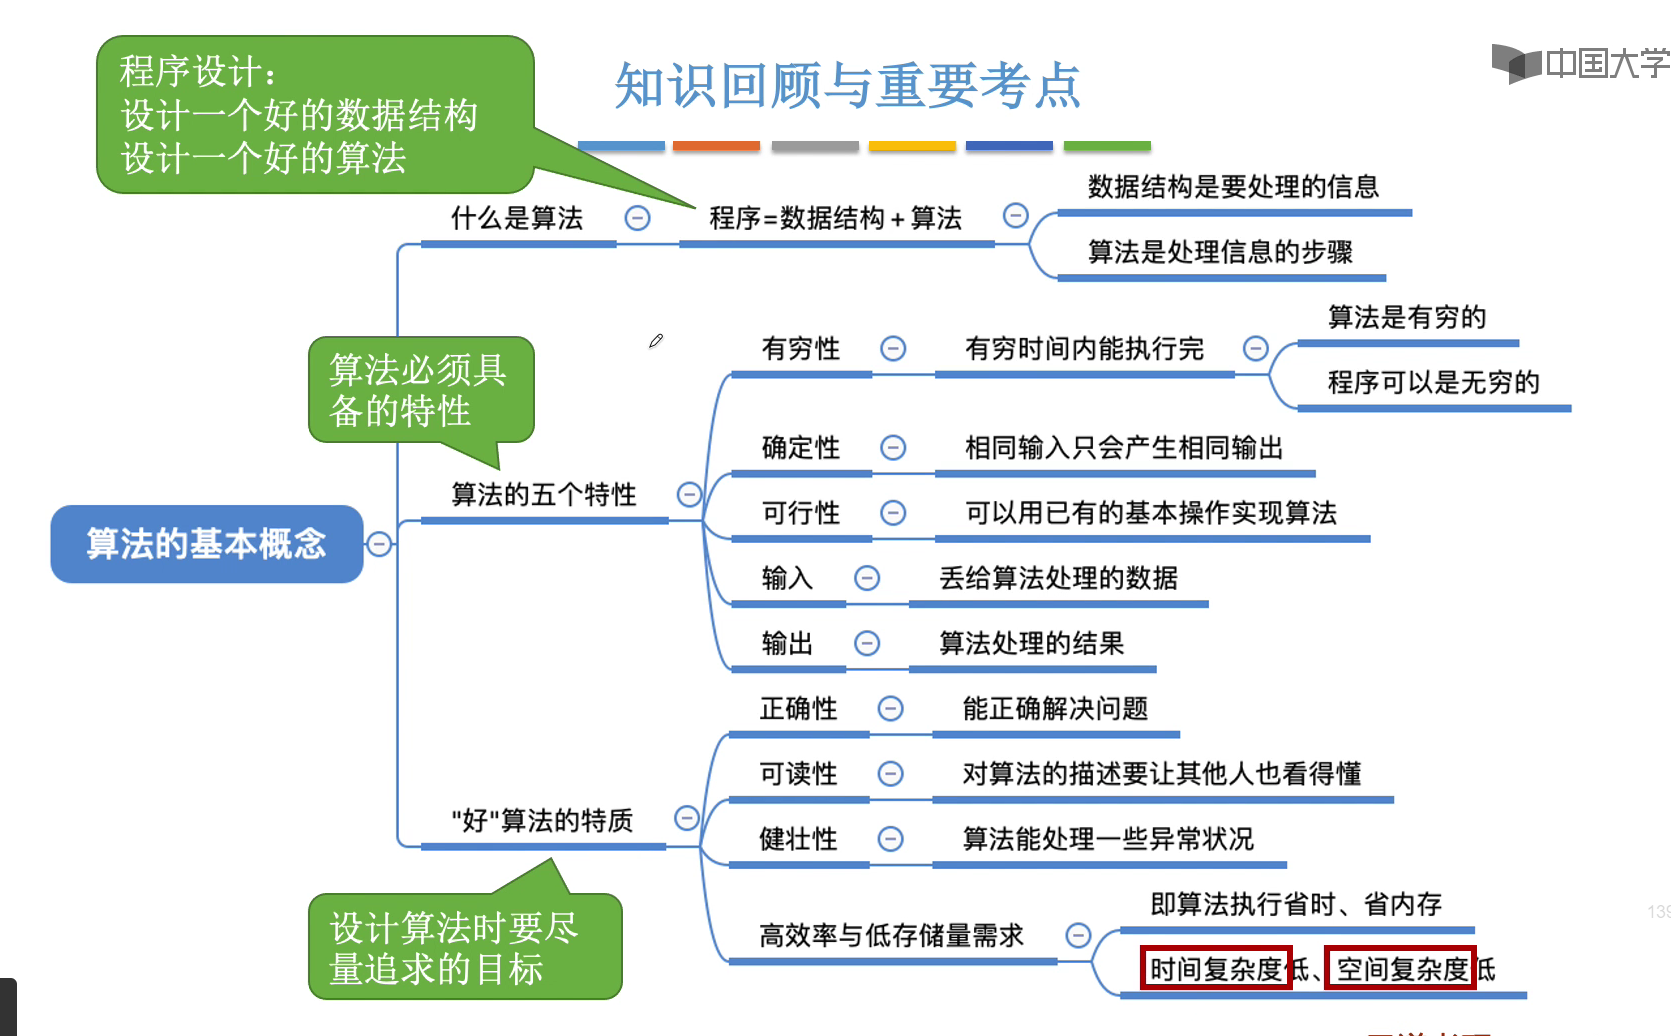 程序设计：
设计一个好的数据结构
设计一个好的算法
知识回顾与重要考点
中国大学
什么是算法
程序=数据结构+算法
数据结构是要处理的信息
算法是处理信息的步骤
算法必须具
备的特性
算法的五个特性
有穷性
有穷时间内能执行完
算法是有穷的
程序可以是无穷的
确定性
相同输入只会产生相同输出
可行性
可以用已有的基本操作实现算法
输入
丢给算法处理的数据
输出
算法处理的结果
算法的基本概念
"好"算法的特质
正确性
能正确解决问题
可读性
对算法的描述要让其他人也看得懂
健壮性
算法能处理一些异常状况
高效率与低存储量需求
即算法执行省时、省内存
时间复杂度低、空间复杂度低
设计算法时要尽
量追求的目标